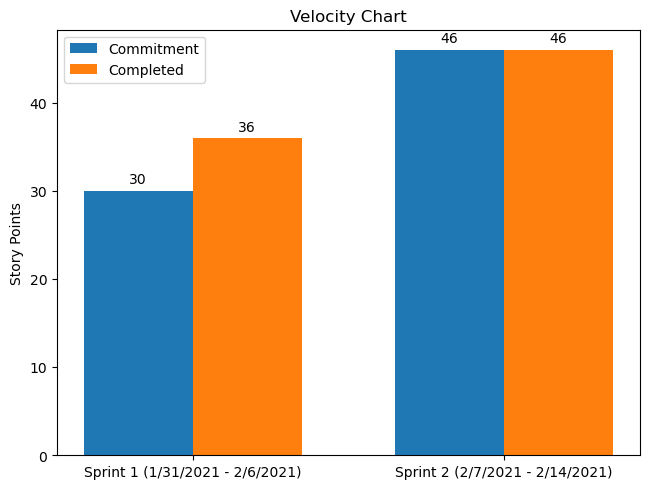 Velocity Chart
Commitment
Completed
46
46
36
30
Story Points
40
30
20
10
0
Sprint 1 (1/31/2021 - 2/6/2021)
Sprint 2 (2/7/2021 - 2/14/2021)